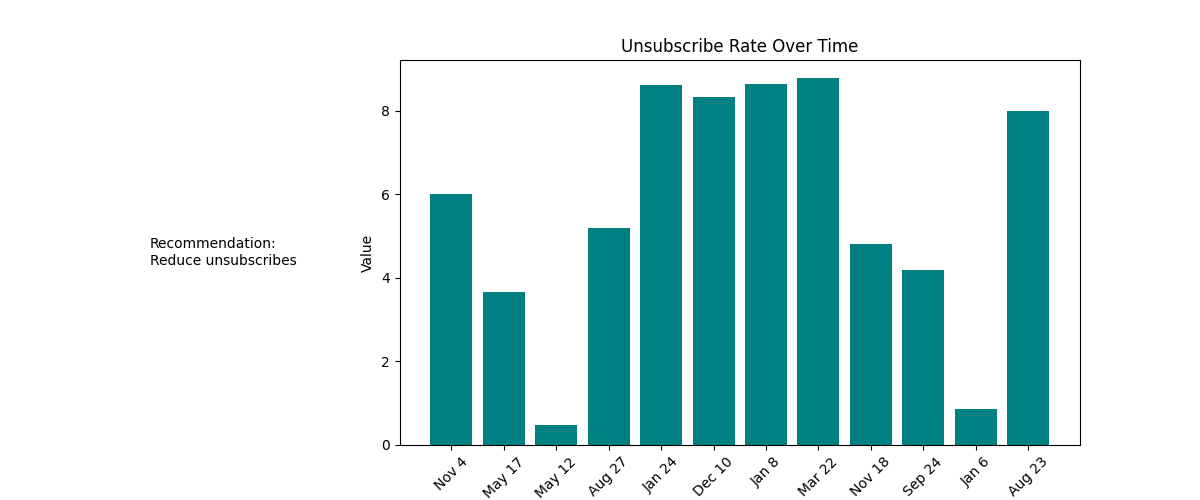 Unsubscribe Rate Over Time
Recommendation:
Reduce unsubscribes
Value
8
6
4
2
0
Nov 4
May 17
May 12
Aug 27
Jan 24
Dec 10
Jan 8
Mar 22
Nov 18
Sep 24
Jan 6
Aug 23